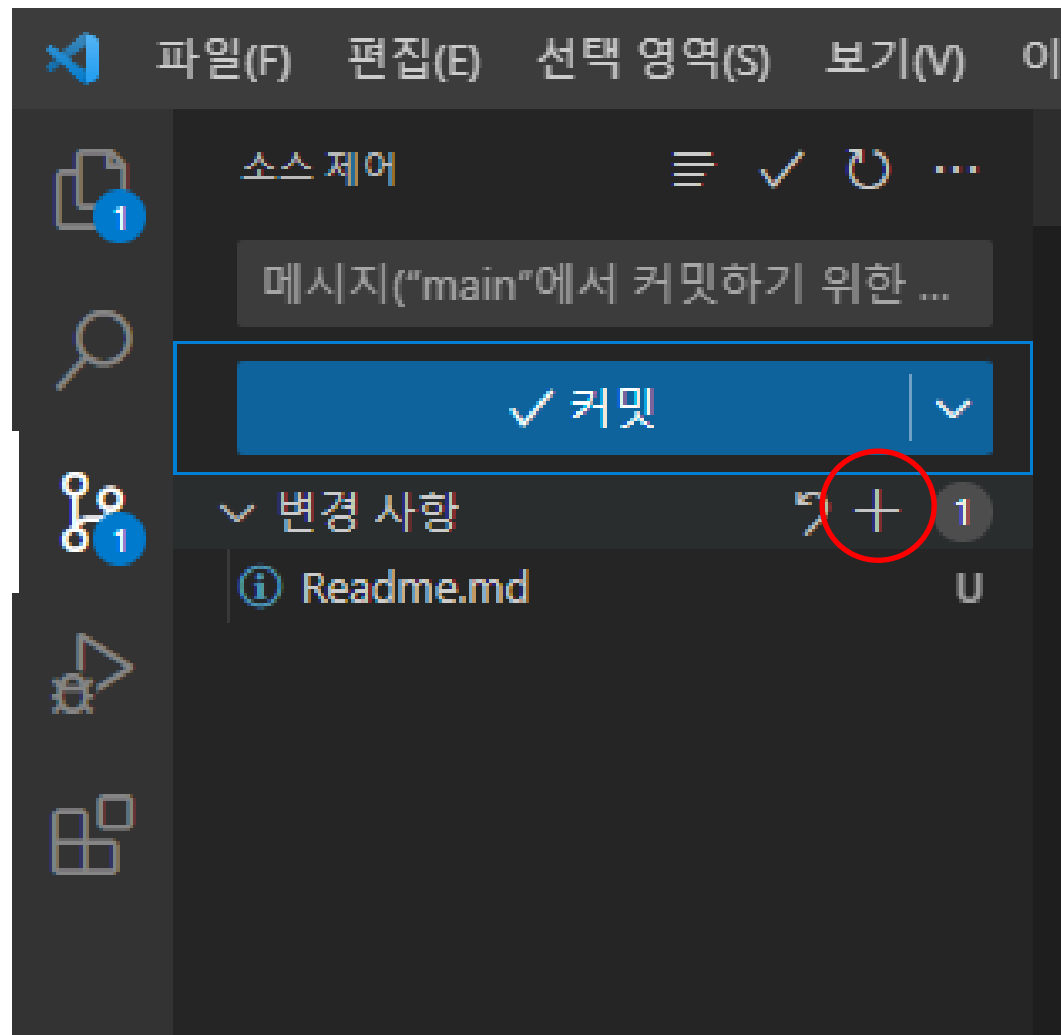 파일(F) 편집(E) 선택 영역(S) 보기(V) 이
소스 제어
1
메시지("main"에서 커밋하기 위한 ...
커밋
변경 사항 1
1
Readme.md U